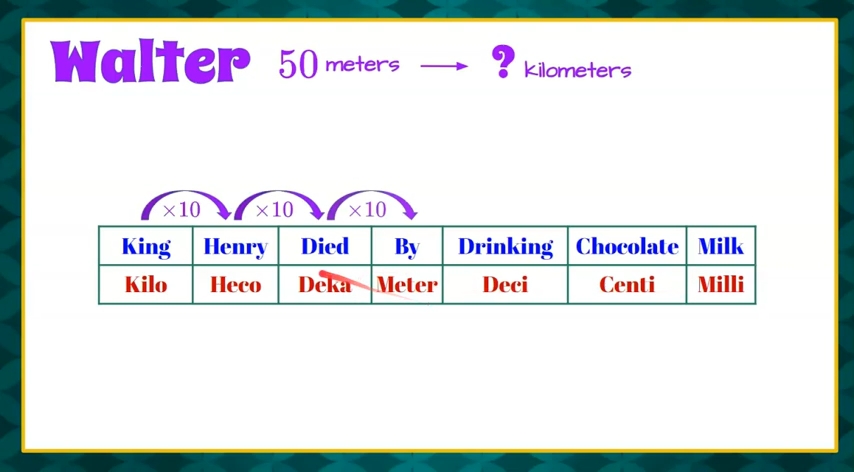 Walter 50 meters → ? kilometers
×10 ×10 ×10
King Henry Died By Drinking Chocolate Milk
Kilo Heco Deka Meter Deci Centi Milli